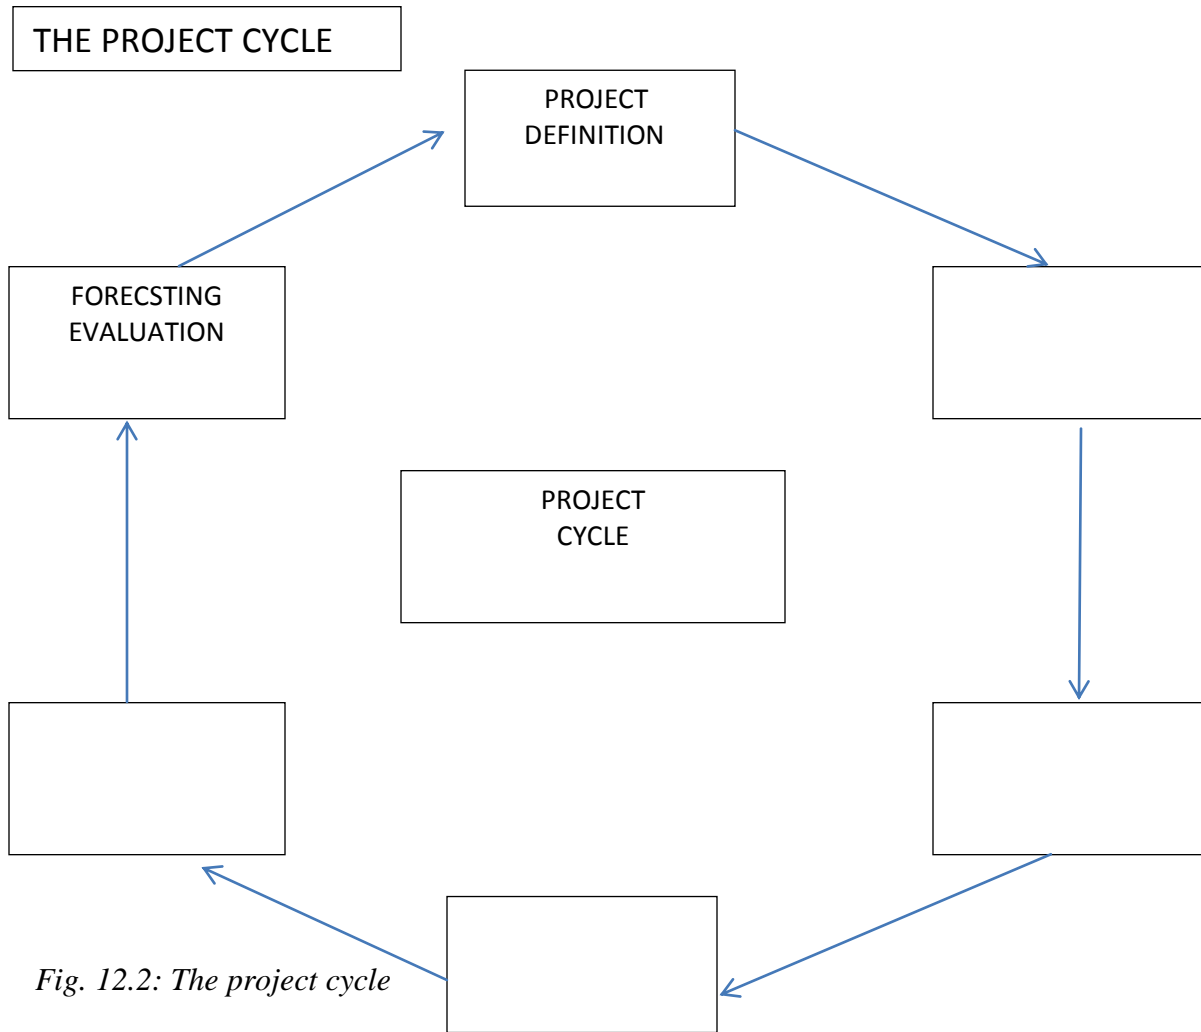 THE PROJECT CYCLE
PROJECT
DEFINITION
FORECSTING
EVALUATION
PROJECT
CYCLE
Fig. 12.2: The project cycle